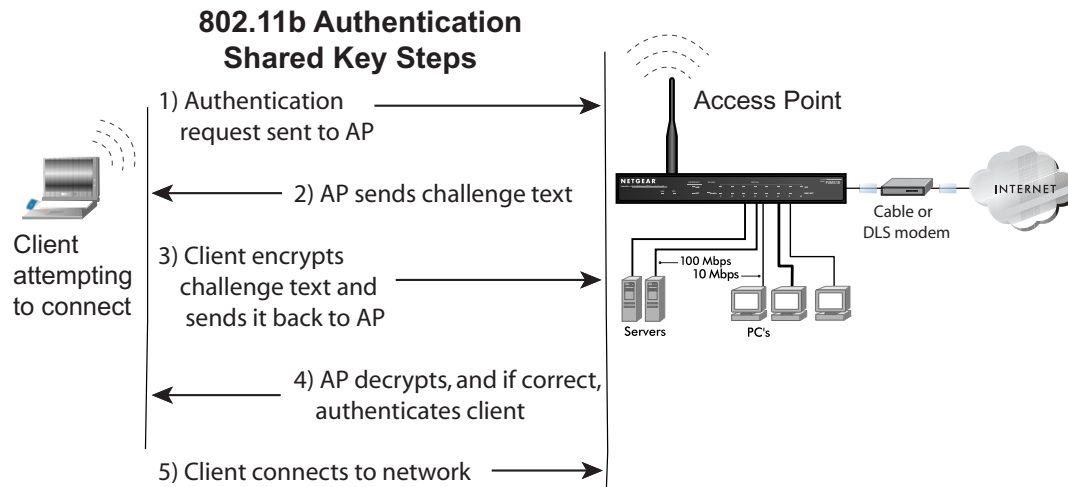 802.11b Authentication
Shared Key Steps
1) Authentication
request sent to AP
2) AP sends challenge text
3) Client encrypts
challenge text and
sends it back to AP
4) AP decrypts, and if correct,
authenticates client
5) Client connects to network
Client
attempting
to connect
Access Point
NETGEAR
Cable or
DLS modem
INTERNET
100 Mbps
10 Mbps
Servers
PC's